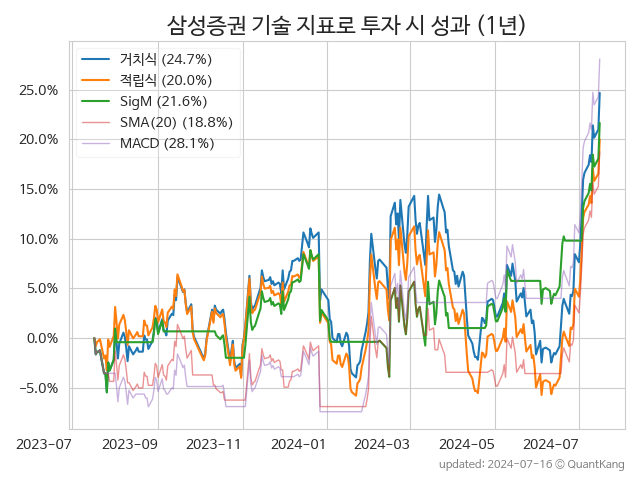 삼성증권 기술 지표로 투자 시 성과 (1년)
거치식 (24.7%)
적립식 (20.0%)
SigM (21.6%)
SMA(20) (18.8%)
MACD (28.1%)
25.0%
20.0%
15.0%
10.0%
5.0%
0.0%
−5.0%
2023-07 2023-09 2023-11 2024-01 2024-03 2024-05 2024-07
updated: 2024-07-16 © QuantKang